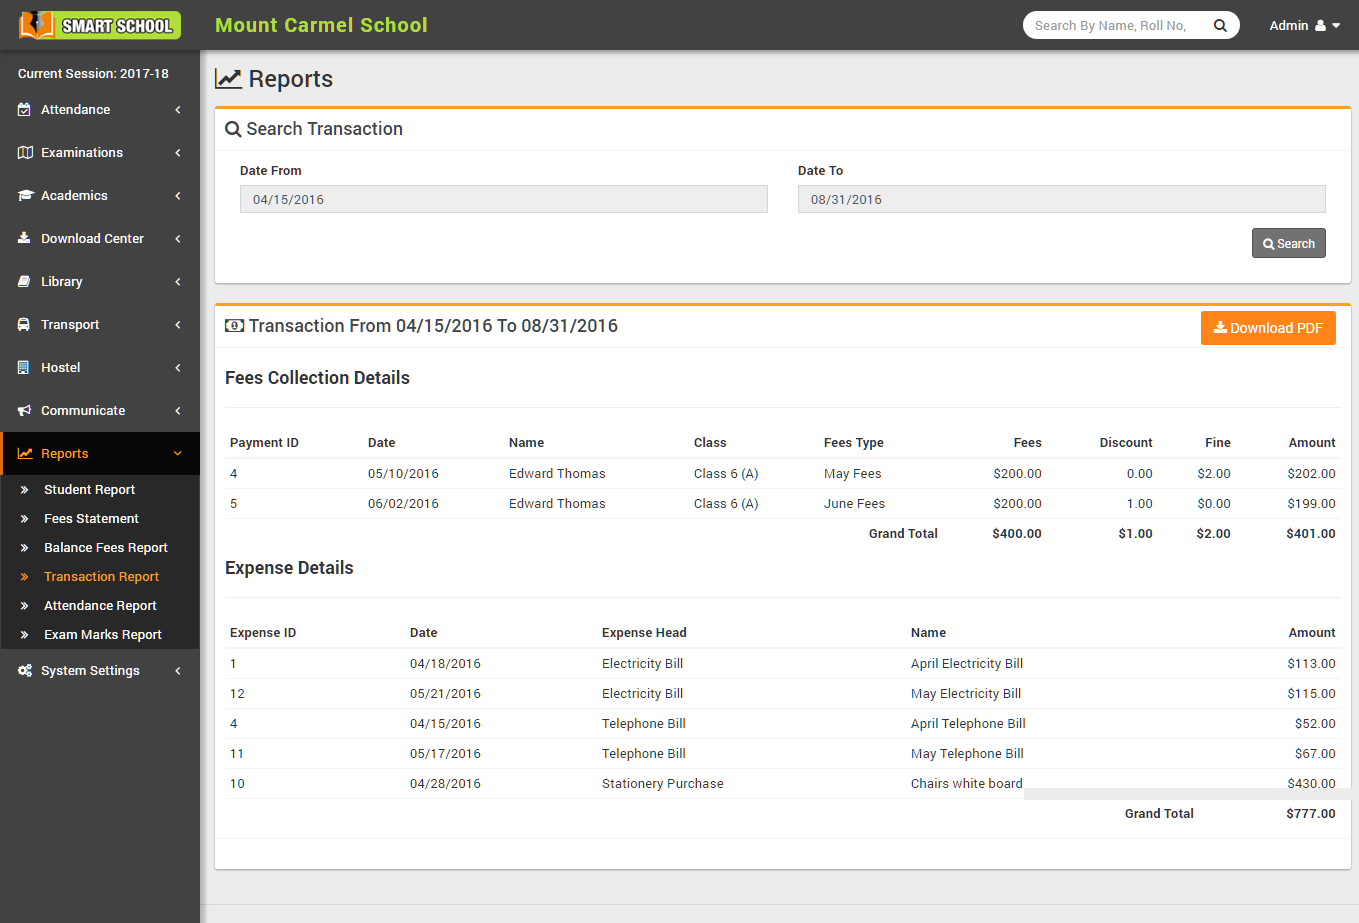 SMART SCHOOL
Mount Carmel School
Search By Name, Roll No,
Admin
Current Session: 2017-18
Attendance
Examinations
Academics
Download Center
Library
Transport
Hostel
Communicate
Reports
Student Report
Fees Statement
Balance Fees Report
Transaction Report
Attendance Report
Exam Marks Report
System Settings
Reports
Search Transaction
Date From Date To
04/15/2016 08/31/2016
Search
Transaction From 04/15/2016 To 08/31/2016
Download PDF
Fees Collection Details
Payment ID Date Name Class Fees Type Fees Discount Fine Amount
4 05/10/2016 Edward Thomas Class 6 (A) May Fees $200.00 0.00 $2.00 $202.00
5 06/02/2016 Edward Thomas Class 6 (A) June Fees $200.00 1.00 $0.00 $199.00
Grand Total $400.00 $1.00 $2.00 $401.00
Expense Details
Expense ID Date Expense Head Name Amount
1 04/18/2016 Electricity Bill April Electricity Bill $113.00
12 05/21/2016 Electricity Bill May Electricity Bill $115.00
4 04/15/2016 Telephone Bill April Telephone Bill $52.00
11 05/17/2016 Telephone Bill May Telephone Bill $67.00
10 04/28/2016 Stationery Purchase Chairs white board $430.00
Grand Total $777.00